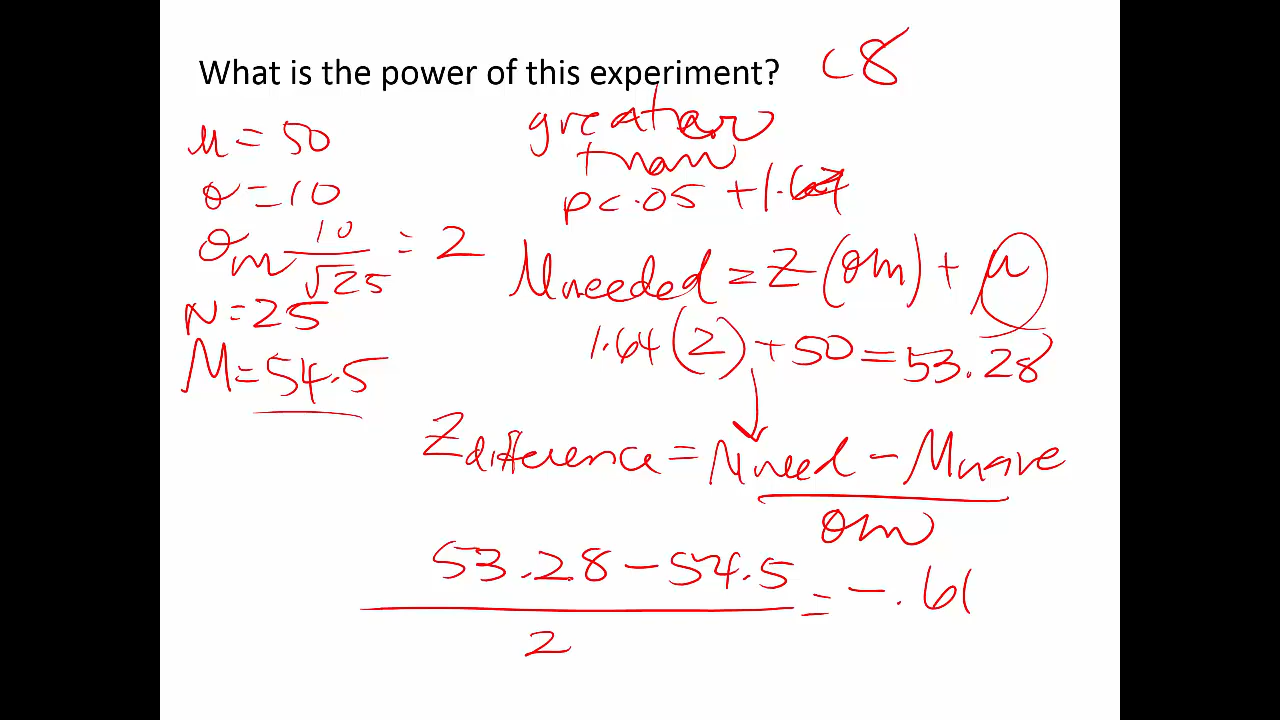 What is the power of this experiment? C8
greater
than
p<.05 +1.64
μ = 50
σ = 10
σm 10/√25 = 2
N = 25
M = 54.5
Mneeded = Z(σm) + μ
1.64(2) + 50 = 53.28
Zdifference = Mneed - Mhave
σm
53.28 - 54.5 = -.61
2